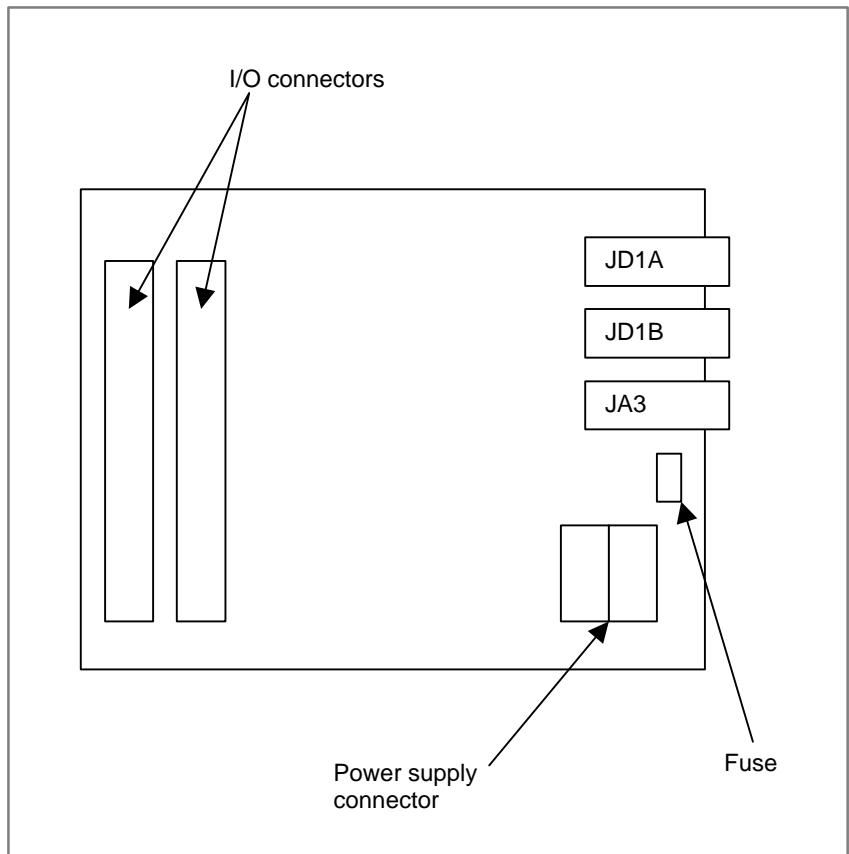 I/O connectors
JD1A
JD1B
JA3
Power supply
connector
Fuse